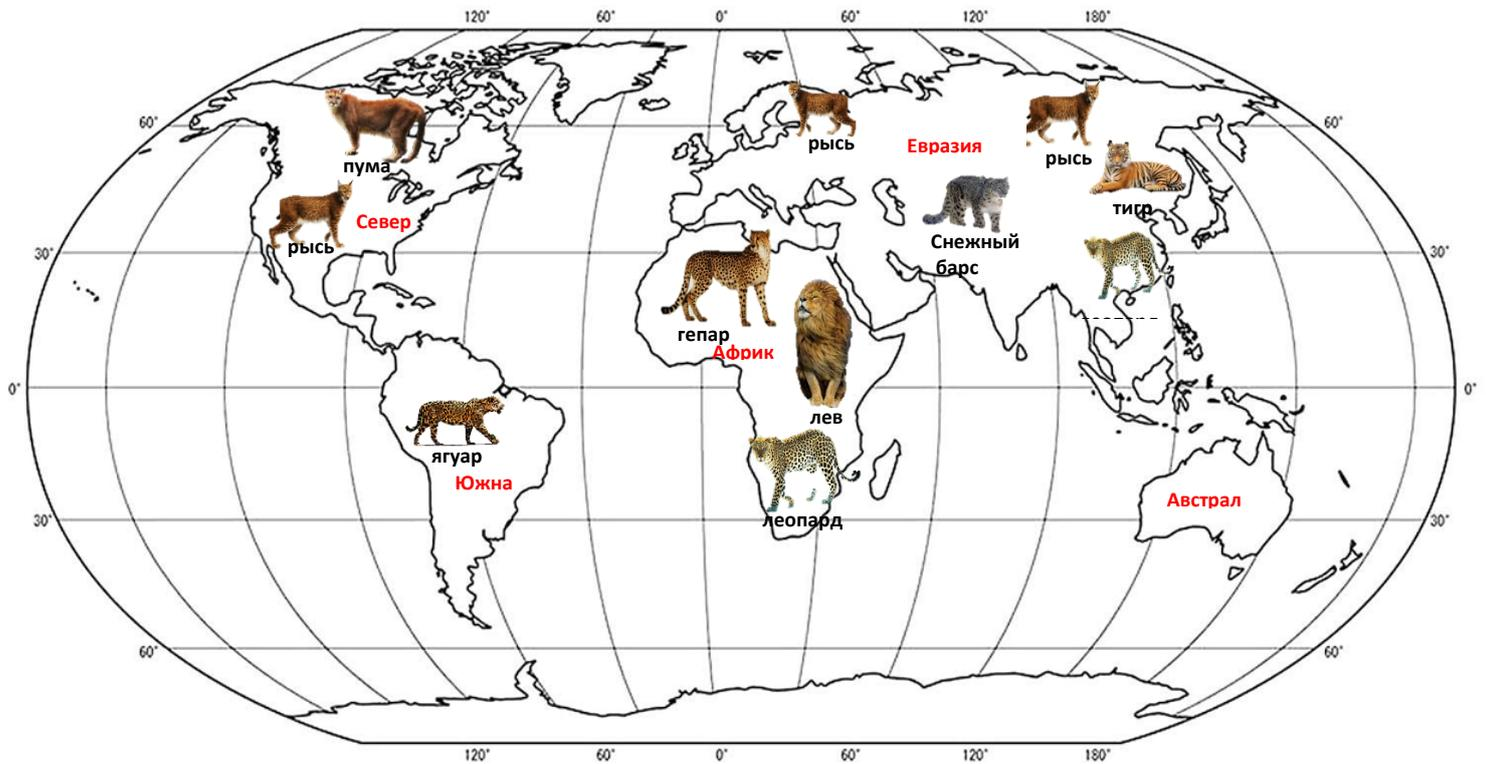 120° 60° 0° 60° 120° 180°
60° 60°
рысь
Евразия
рысь
пума
тигр
Север
рысь
Снежный
барс
30° 30°
гепар
Африк
0° 0°
лев
ягуар
Южна
Австрал
леопард
30° 30°
60° 60°
120° 60° 0° 60° 120° 180°